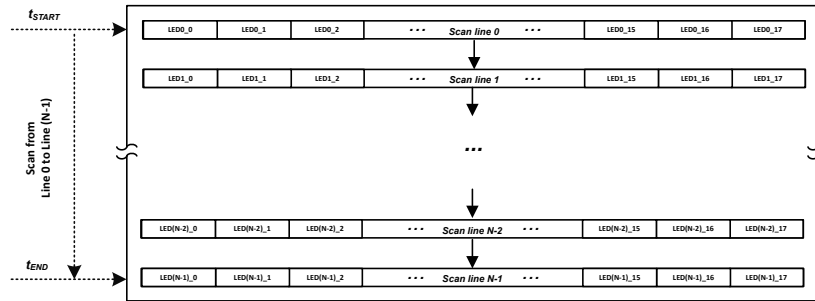 tSTART
LED0_0 LED0_1 LED0_2 ... Scan line 0 ... LED0_15 LED0_16 LED0_17
LED1_0 LED1_1 LED1_2 ... Scan line 1 ... LED1_15 LED1_16 LED1_17
Scan from
Line 0 to Line (N-1)
...
LED(N-2)_0 LED(N-2)_1 LED(N-2)_2 ... Scan line N-2 ... LED(N-2)_15 LED(N-2)_16 LED(N-2)_17
tEND
LED(N-1)_0 LED(N-1)_1 LED(N-1)_2 ... Scan line N-1 ... LED(N-1)_15 LED(N-1)_16 LED(N-1)_17